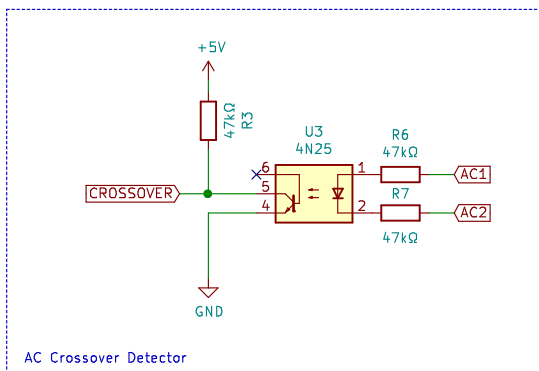 +5V
47kΩ
R3
U3
4N25
R6
47kΩ
6
1
AC1
CROSSOVER
5
R7
4
2
AC2
47kΩ
GND
AC Crossover Detector